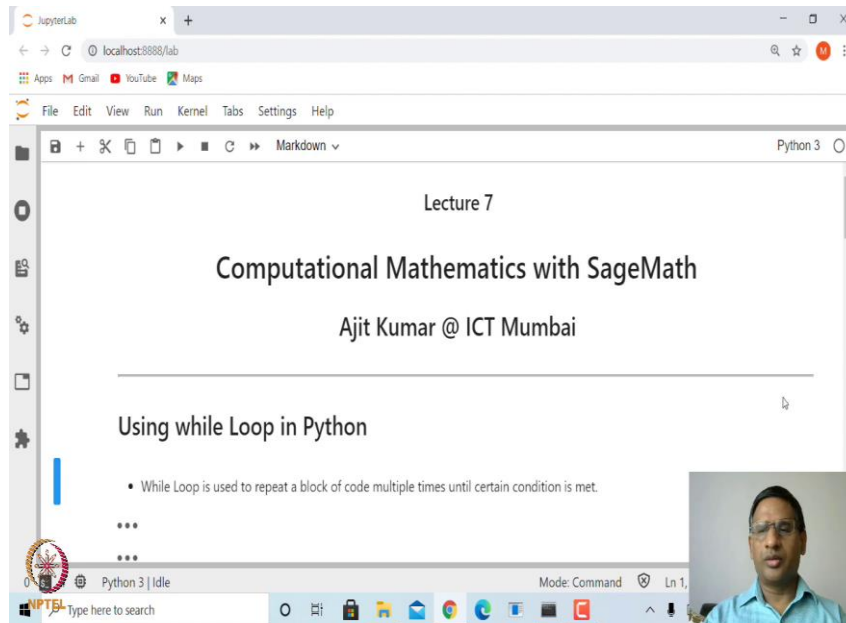 JupyterLab
localhost:8888/lab
M
Apps Gmail YouTube Maps
File Edit View Run Kernel Tabs Settings Help
Markdown Python 3
Lecture 7
Computational Mathematics with SageMath
Ajit Kumar @ ICT Mumbai
Using while Loop in Python
• While Loop is used to repeat a block of code multiple times until certain condition is met.
•••
•••
0 Python 3 | Idle Mode: Command Ln 1,
NPTEL Type here to search